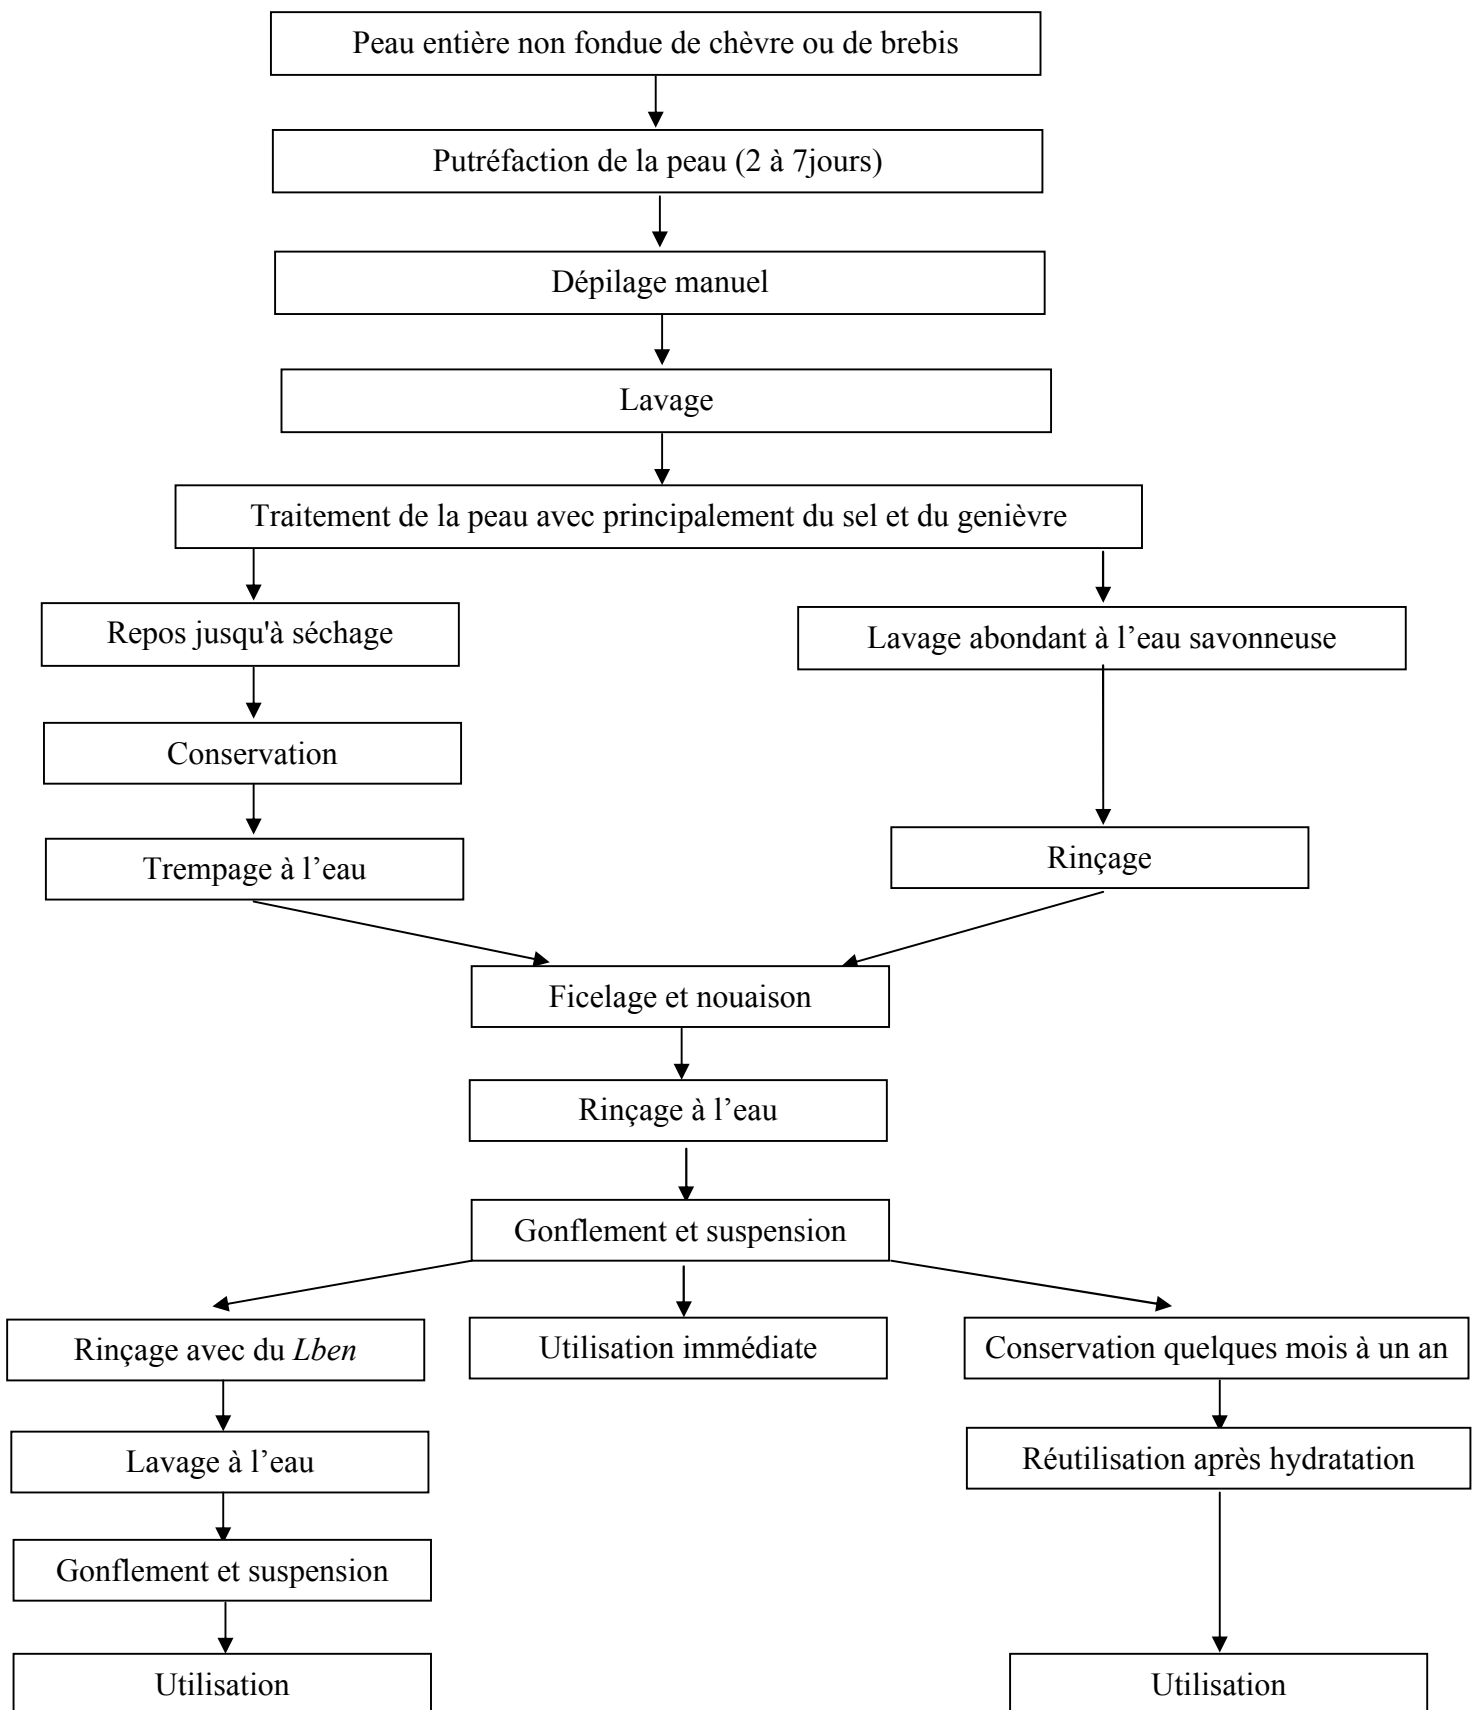 Peau entière non fondue de chèvre ou de brebis
Putréfaction de la peau (2 à 7jours)
Dépilage manuel
Lavage
Traitement de la peau avec principalement du sel et du genièvre
Repos jusqu'à séchage
Lavage abondant à l’eau savonneuse
Conservation
Trempage à l’eau
Rinçage
Ficelage et nouaison
Rinçage à l’eau
Gonflement et suspension
Rinçage avec du Lben
Utilisation immédiate
Conservation quelques mois à un an
Lavage à l’eau
Réutilisation après hydratation
Gonflement et suspension
Utilisation
Utilisation